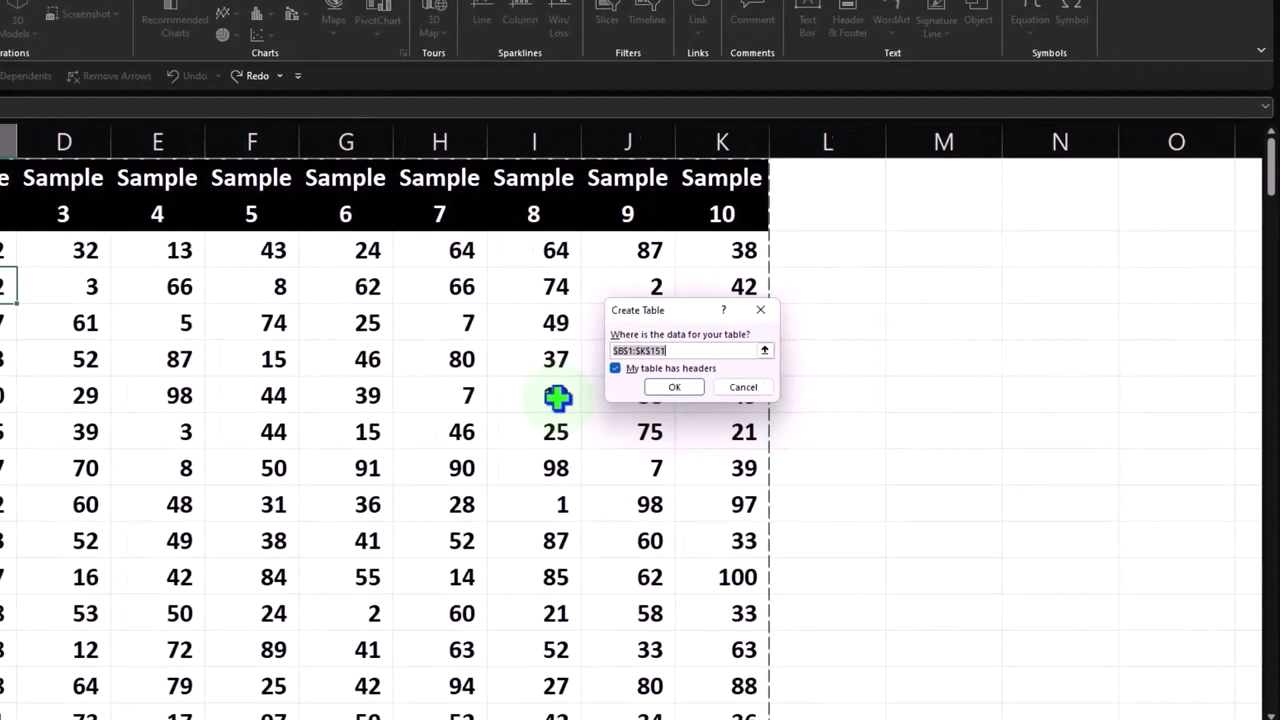 3D Models
Screenshot
Recommended Charts
Maps
PivotChart
3D Map
Line
Column
Win/ Loss
Slicer
Timeline
Link
Comment
Text Box
Header & Footer
WordArt
Signature Line
Object
Equation
Symbol
Charts
Tours
Sparklines
Filters
Links
Comments
Text
Symbols
Dependents
Remove Arrows
Undo
Redo
D E F G H I J K L M N O
Sample Sample Sample Sample Sample Sample Sample Sample
3 4 5 6 7 8 9 10
32 13 43 24 64 64 87 38
3 66 8 62 66 74 2 42
61 5 74 25 7 49
52 87 15 46 80 37
29 98 44 39 7
39 3 44 15 46 25 75 21
70 8 50 91 90 98 7 39
60 48 31 36 28 1 98 97
52 49 38 41 52 87 60 33
16 42 84 55 14 85 62 100
53 50 24 2 60 21 58 33
12 72 89 41 63 52 33 63
64 79 25 42 94 27 80 88
Create Table ?
Where is the data for your table?
$B$1:$K$151
My table has headers
OK Cancel